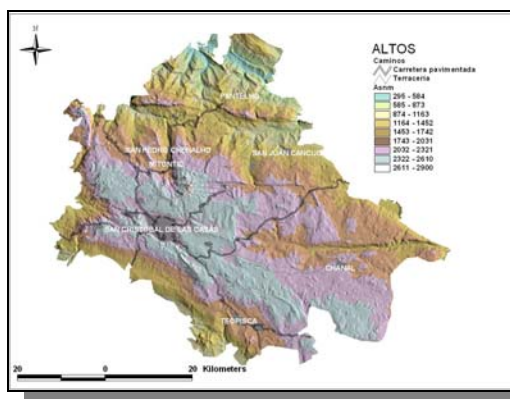 ALTOS
Caminos
Carretera pavimentada
Terraceria
Asnm
295 - 584
585 - 873
874 - 1163
1164 - 1452
1453 - 1742
1743 - 2031
2032 - 2321
2322 - 2610
2611 - 2900
PANTELHO
SAN PEDRO CHENALHO
SAN JUAN CANCUC
MITONTIC
SAN CRISTOBAL DE LAS CASAS
CHANAL
TEOPISCA
20 0 20 Kilometers